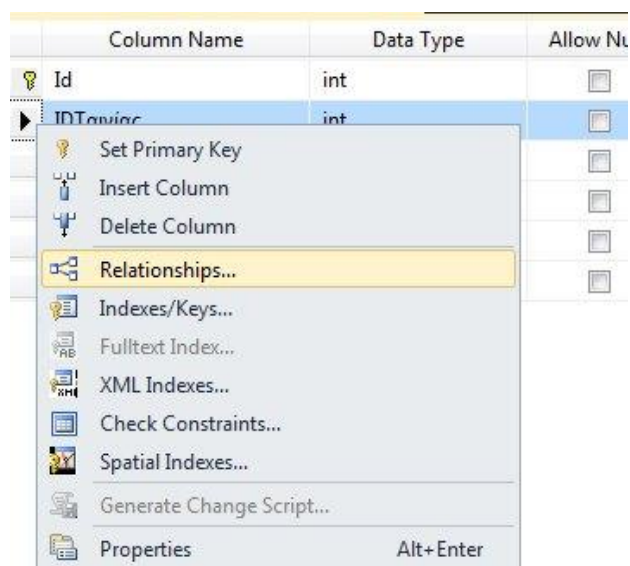 Column Name Data Type Allow Nu
Id int
IDΤαινίας int
Set Primary Key
Insert Column
Delete Column
Relationships...
Indexes/Keys...
Fulltext Index...
XML Indexes...
Check Constraints...
Spatial Indexes...
Generate Change Script...
Properties Alt+Enter